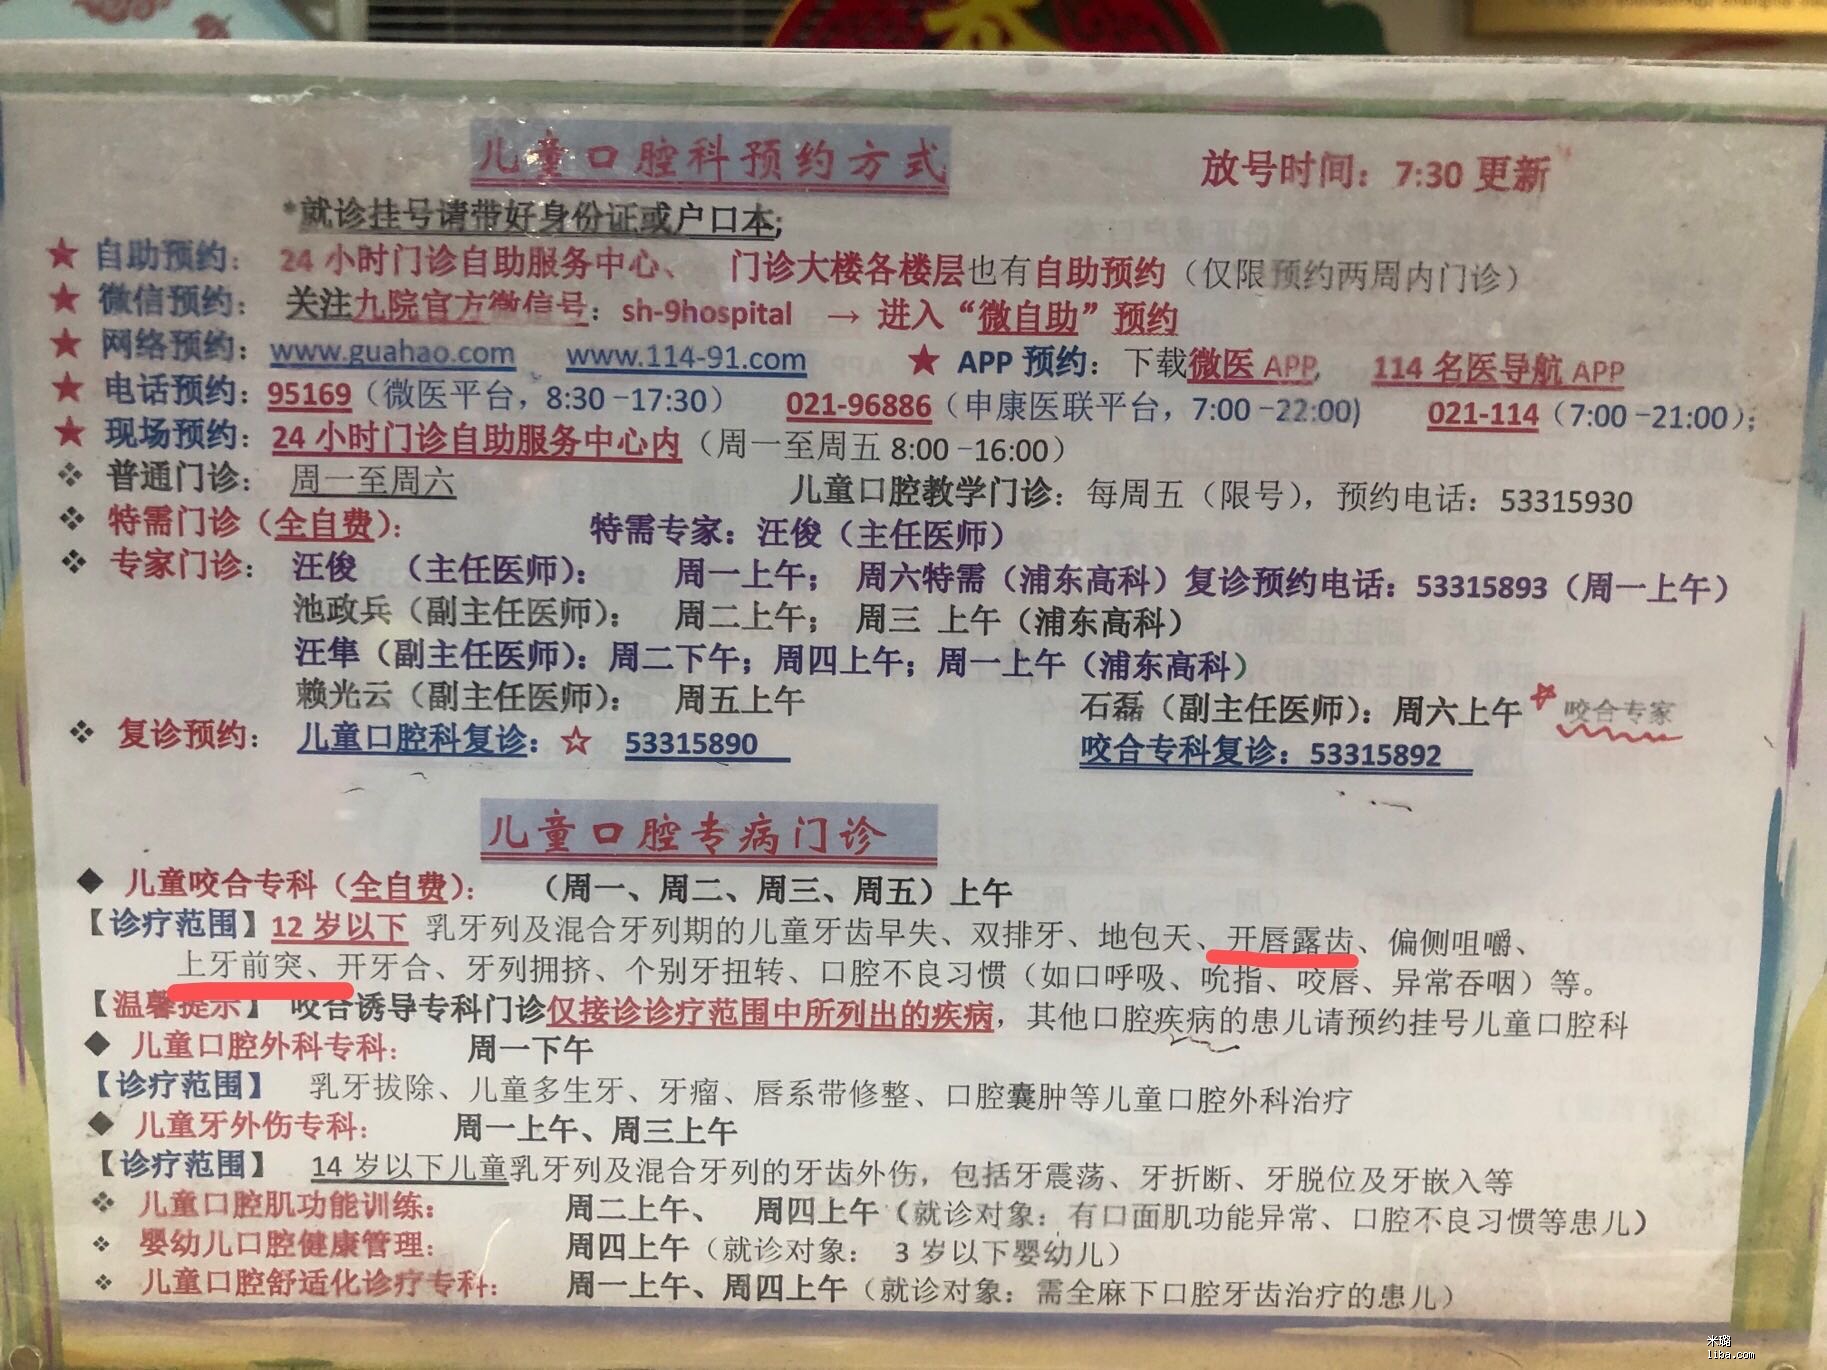 儿童口腔科预约方式
放号时间：7:30 更新
*就诊挂号请带好身份证或户口本;
★ 自助预约： 24 小时门诊自助服务中心、 门诊大楼各楼层也有自助预约（仅限预约两周内门诊）
★ 微信预约： 关注九院官方微信号：sh-9hospital → 进入“微自助”预约
★ 网络预约：www.guahao.com www.114-91.com ★ APP 预约：下载微医 APP, 114 名医导航 APP
★ 电话预约：95169（微医平台，8:30 –17:30） 021-96886（申康医联平台，7:00 –22:00) 021-114（7:00 –21:00）;
★ 现场预约：24 小时门诊自助服务中心内（周一至周五 8:00 –16:00）
❖ 普通门诊： 周一至周六 儿童口腔教学门诊：每周五（限号），预约电话：53315930
❖ 特需门诊（全自费）： 特需专家：汪俊（主任医师）
❖ 专家门诊： 汪俊 （主任医师）： 周一上午； 周六特需（浦东高科）复诊预约电话：53315893（周一上午）
池政兵（副主任医师）： 周二上午； 周三 上午（浦东高科）
汪隼（副主任医师）：周二下午；周四上午；周一上午（浦东高科）
赖光云（副主任医师）： 周五上午 石磊（副主任医师）：周六上午 咬合专家
❖ 复诊预约： 儿童口腔科复诊：☆ 53315890 咬合专科复诊：53315892
儿童口腔专病门诊
◆ 儿童咬合专科（全自费）： （周一、周二、周三、周五）上午
【诊疗范围】12 岁以下 乳牙列及混合牙列期的儿童牙齿早失、双排牙、地包天、开唇露齿、偏侧咀嚼、
上牙前突、开牙合、牙列拥挤、个别牙扭转、口腔不良习惯（如口呼吸、吮指、咬唇、异常吞咽）等。
【温馨提示】 咬合诱导专科门诊仅接诊诊疗范围中所列出的疾病，其他口腔疾病的患儿请预约挂号儿童口腔科
◆ 儿童口腔外科专科： 周一下午
【诊疗范围】 乳牙拔除、儿童多生牙、牙瘤、唇系带修整、口腔囊肿等儿童口腔外科治疗
◆ 儿童牙外伤专科： 周一上午、周三上午
【诊疗范围】 14 岁以下儿童乳牙列及混合牙列的牙齿外伤，包括牙震荡、牙折断、牙脱位及牙嵌入等
❖ 儿童口腔肌功能训练： 周二上午、 周四上午（就诊对象：有口面肌功能异常、口腔不良习惯等患儿）
❖ 婴幼儿口腔健康管理： 周四上午（就诊对象： 3 岁以下婴幼儿）
❖ 儿童口腔舒适化诊疗专科： 周一上午、周四上午（就诊对象：需全麻下口腔牙齿治疗的患儿）
米璐
liba.com